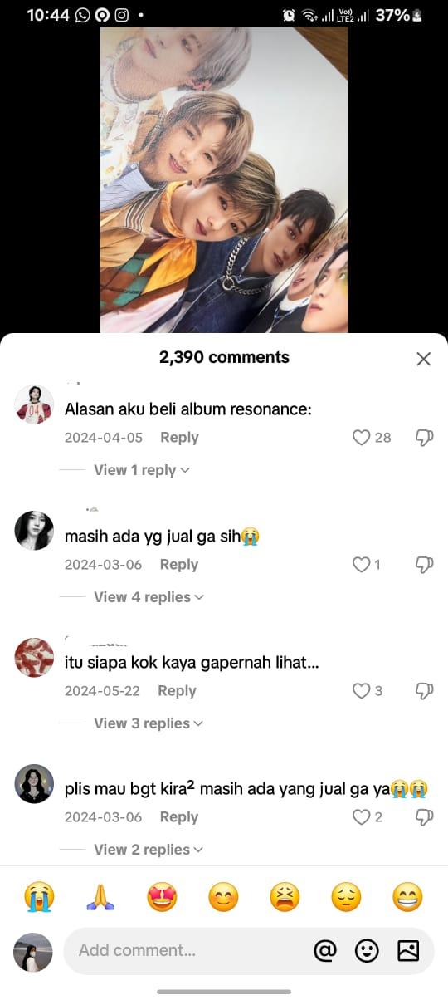 10:44
Vo)) LTE2 37%
2,390 comments
Alasan aku beli album resonance:
2024-04-05 Reply 28
View 1 reply
masih ada yg jual ga sih😭
2024-03-06 Reply 1
View 4 replies
itu siapa kok kaya gapernah lihat...
2024-05-22 Reply 3
View 3 replies
plis mau bgt kira² masih ada yang jual ga ya😭😭
2024-03-06 Reply 2
View 2 replies
Add comment...